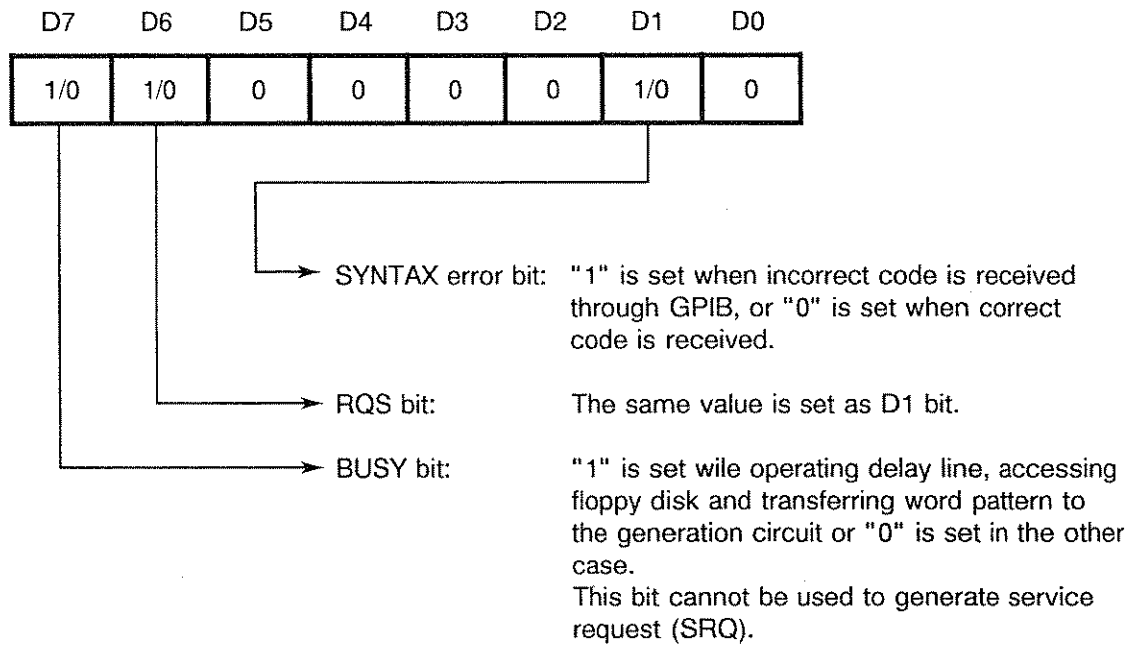 D7 D6 D5 D4 D3 D2 D1 D0
1/0 1/0 0 0 0 0 1/0 0
SYNTAX error bit: "1" is set when incorrect code is received
through GPIB, or "0" is set when correct
code is received.
RQS bit: The same value is set as D1 bit.
BUSY bit: "1" is set wile operating delay line, accessing
floppy disk and transferring word pattern to
the generation circuit or "0" is set in the other
case.
This bit cannot be used to generate service
request (SRQ).